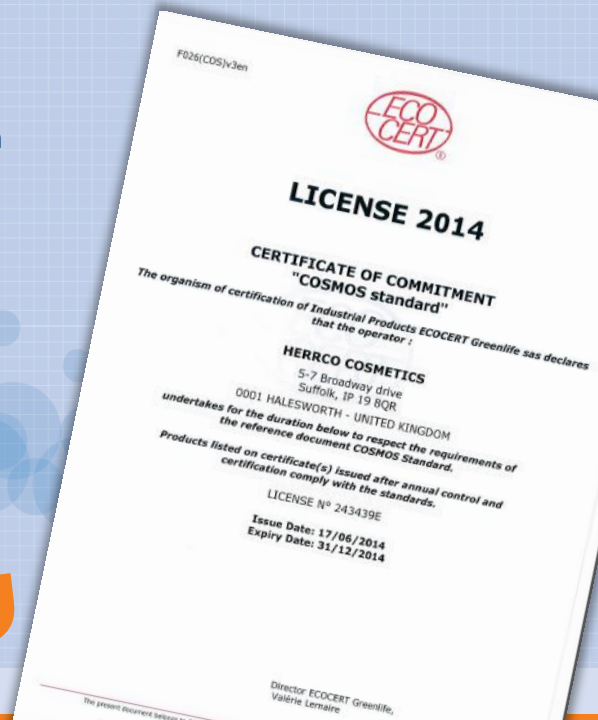 F026(COS)v3en
ECO
CERT
®
LICENSE 2014
CERTIFICATE OF COMMITMENT
"COSMOS standard"
The organism of certification of Industrial Products ECOCERT Greenlife sas declares
that the operator :
HERRCO COSMETICS
5-7 Broadway drive
Suffolk, IP 19 8QR
0001 HALESWORTH - UNITED KINGDOM
undertakes for the duration below to respect the requirements of
the reference document COSMOS Standard.
Products listed on certificate(s) issued after annual control and
certification comply with the standards.
LICENSE N° 243439E
Issue Date: 17/06/2014
Expiry Date: 31/12/2014
Director ECOCERT Greenlife,
Valérie Lemaire
The present document belongs to